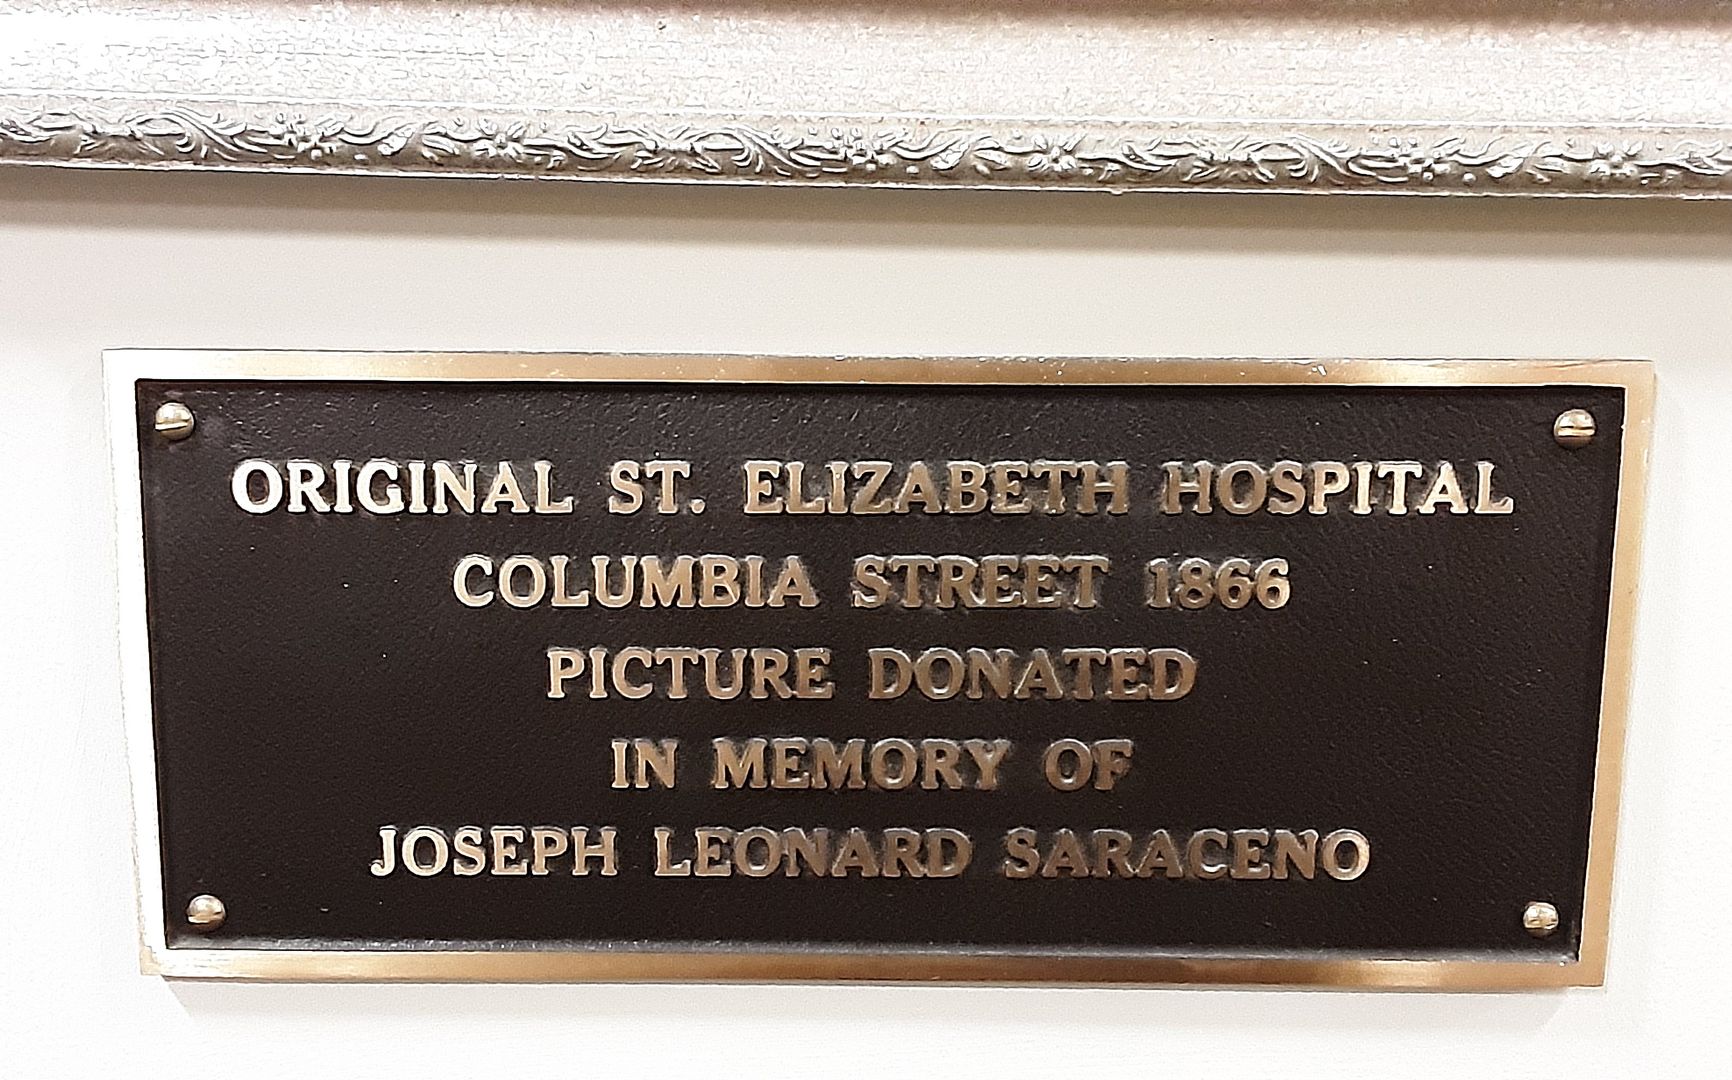 ORIGINAL ST. ELIZABETH HOSPITAL
COLUMBIA STREET 1866
PICTURE DONATED
IN MEMORY OF
JOSEPH LEONARD SARACENO